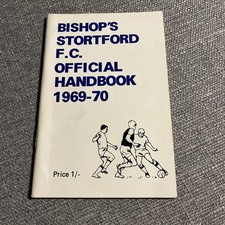 BISHOP'S
STORTFORD
F.C.
OFFICIAL
HANDBOOK
1969-70
Price 1/-